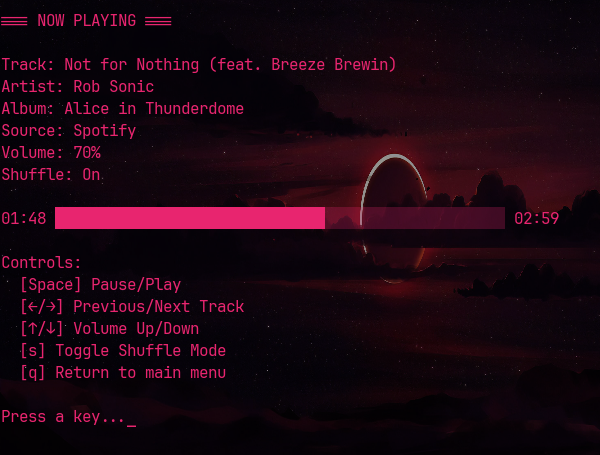 ═══ NOW PLAYING ═══
Track: Not for Nothing (feat. Breeze Brewin)
Artist: Rob Sonic
Album: Alice in Thunderdome
Source: Spotify
Volume: 70%
Shuffle: On
01:48 02:59
Controls:
[Space] Pause/Play
[←/→] Previous/Next Track
[↑/↓] Volume Up/Down
[s] Toggle Shuffle Mode
[q] Return to main menu
Press a key..._